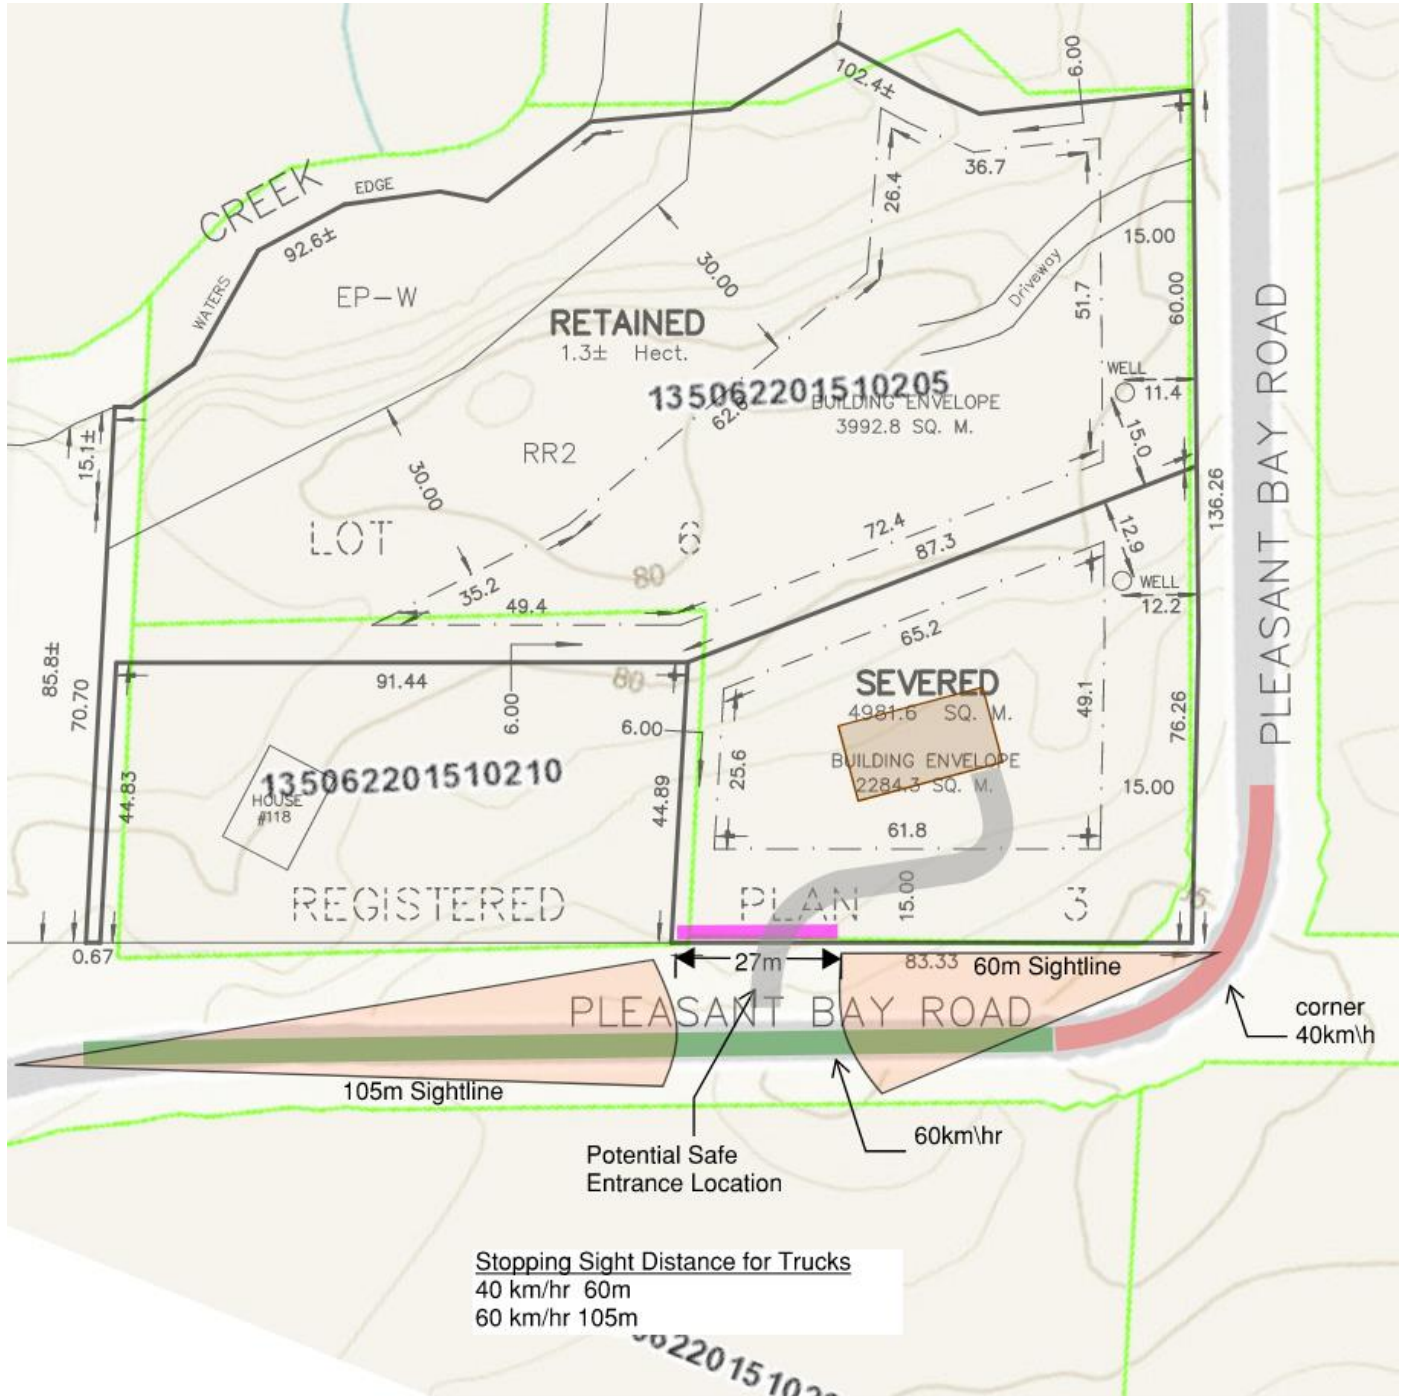 102.4±
6.00
CREEK
EDGE
WATERS
92.6±
36.7
26.4
EP-W
30.00
15.00
Driveway
51.7
60.00
RETAINED
1.3± Hect.
135062201510205
BUILDING ENVELOPE
3992.8 SQ. M.
WELL
11.4
15.0
15.1±
RR2
30.00
LOT
6
72.4
87.3
136.26
PLEASANT BAY ROAD
12.9
WELL
12.2
80
35.2
49.4
65.2
85.8±
70.70
91.44
6.00
80
6.00
SEVERED
4981.6 SQ. M.
BUILDING ENVELOPE
2284.3 SQ. M.
49.1
76.26
25.6
15.00
135062201510210
HOUSE
#118
44.83
44.89
61.8
15.00
REGISTERED PLAN 3
0.67
27m
83.33
60m Sightline
PLEASANT BAY ROAD
corner
40km\h
105m Sightline
60km\hr
Potential Safe
Entrance Location
Stopping Sight Distance for Trucks
40 km/hr 60m
60 km/hr 105m